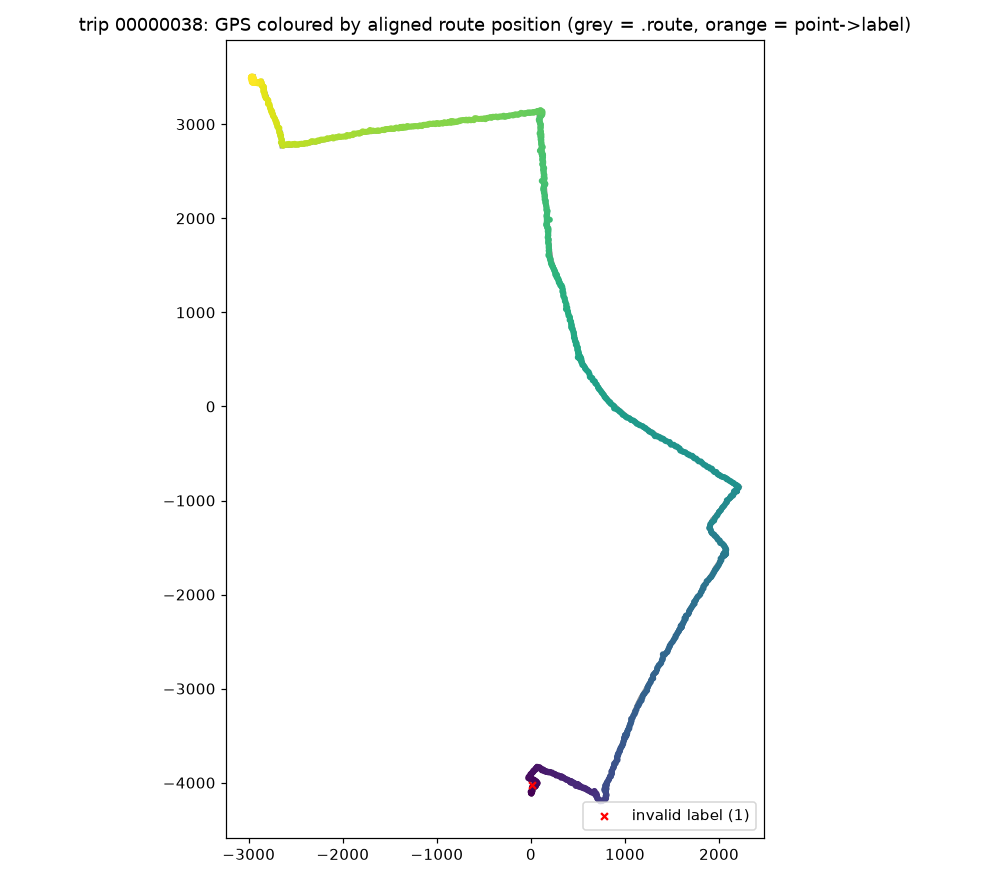 trip 00000038: GPS coloured by aligned route position (grey = .route, orange = point->label)
3000
2000
1000
0
−1000
−2000
−3000
−4000
invalid label (1)
−3000 −2000 −1000 0 1000 2000